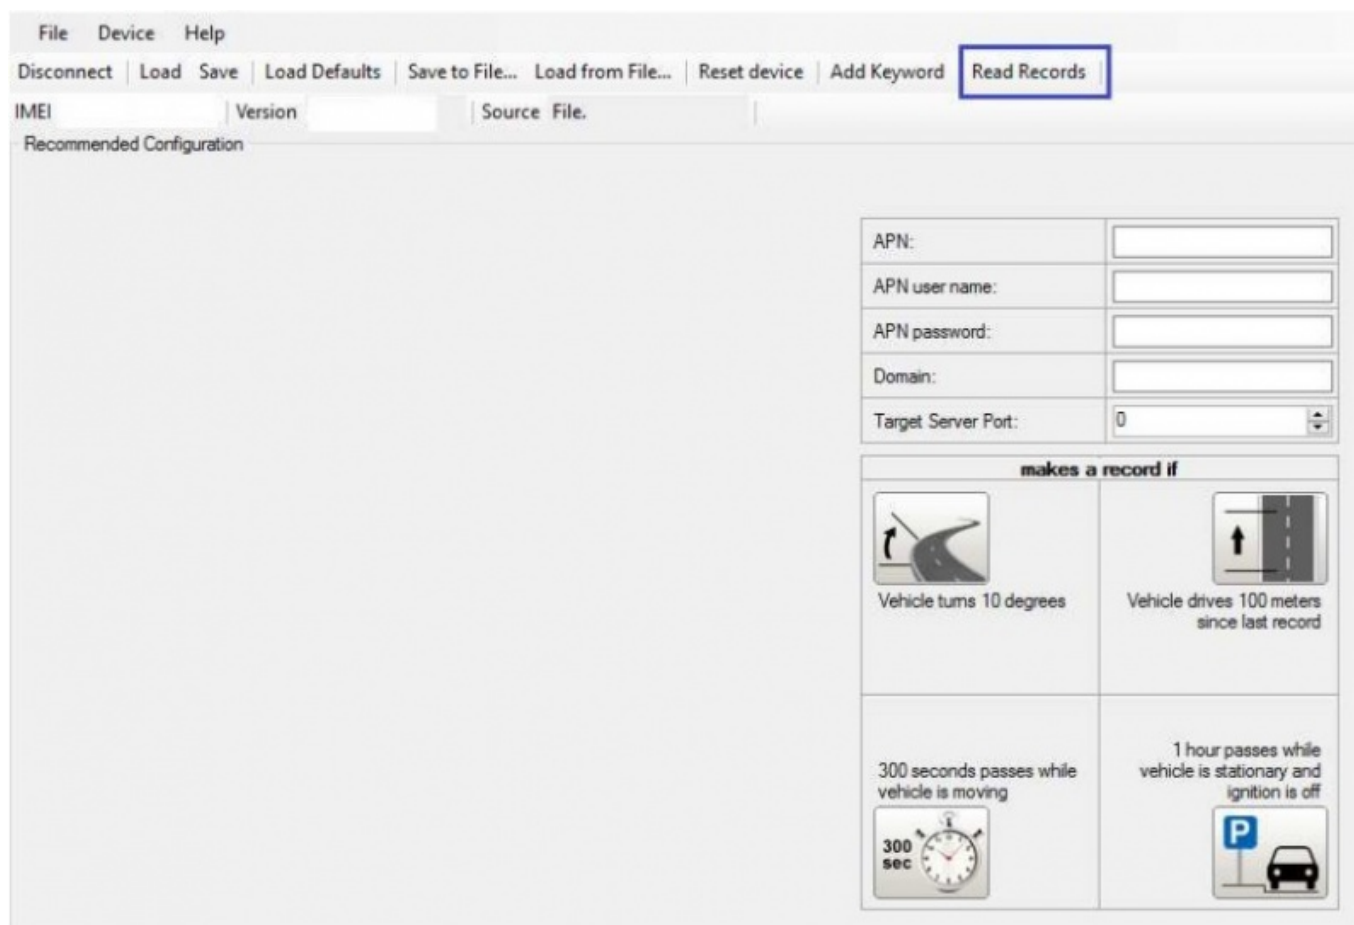 File Device Help
Disconnect Load Save Load Defaults Save to File... Load from File... Reset device Add Keyword Read Records
IMEI Version Source File.
Recommended Configuration
APN:
APN user name:
APN password:
Domain:
Target Server Port: 0
makes a record if
Vehicle turns 10 degrees
Vehicle drives 100 meters
since last record
300 seconds passes while
vehicle is moving
300
sec
1 hour passes while
vehicle is stationary and
ignition is off
P